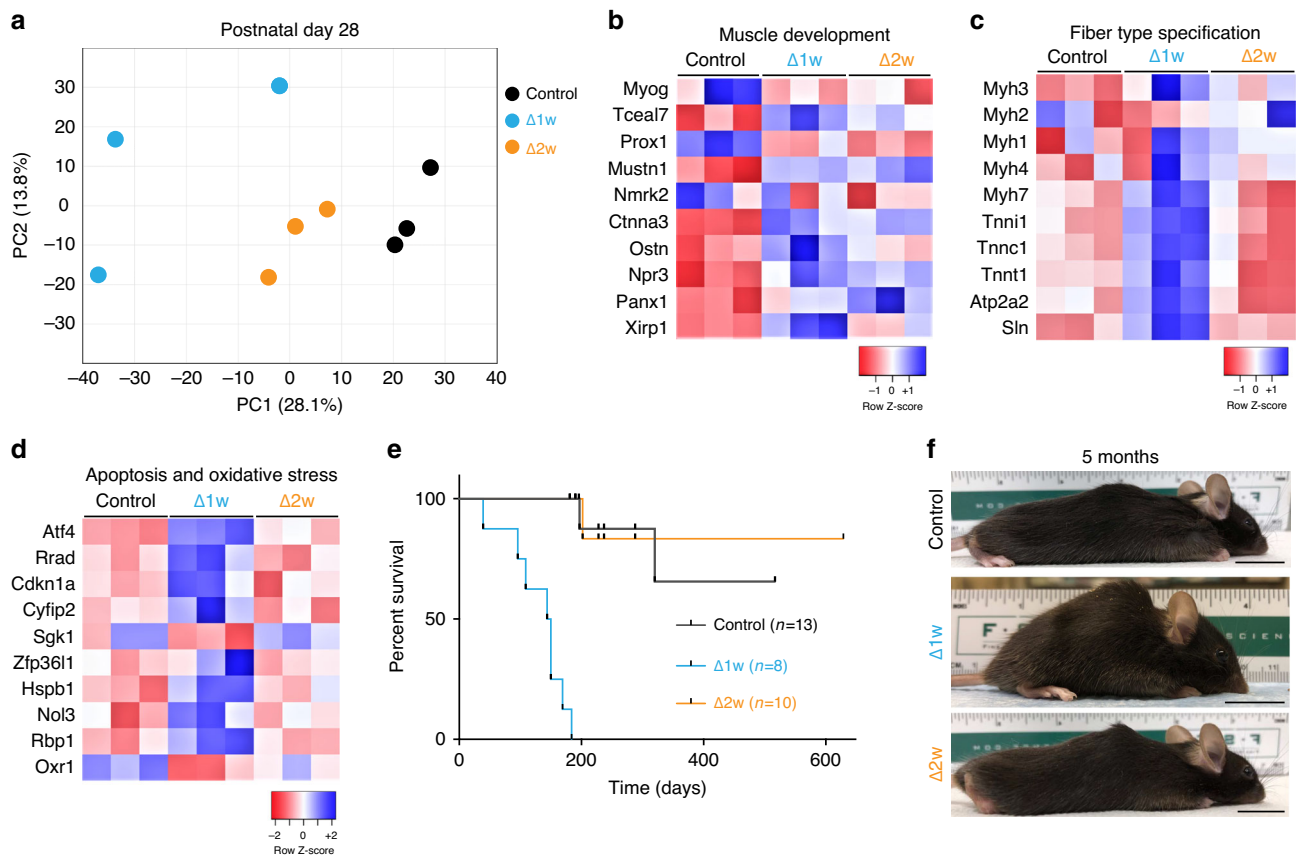 a
Postnatal day 28
PC2 (13.8%)
30
20
10
0
−10
−20
−30
−40
−30
−20
−10
0
10
20
30
40
PC1 (28.1%)
Control
Δ1w
Δ2w
b
Muscle development
Control
Δ1w
Δ2w
Myog
Tceal7
Prox1
Mustn1
Nmrk2
Ctnna3
Ostn
Npr3
Panx1
Xirp1
−1 0 +1
Row Z-score
c
Fiber type specification
Control
Δ1w
Δ2w
Myh3
Myh2
Myh1
Myh4
Myh7
Tnni1
Tnnc1
Tnnt1
Atp2a2
Sln
−1 0 +1
Row Z-score
d
Apoptosis and oxidative stress
Control
Δ1w
Δ2w
Atf4
Rrad
Cdkn1a
Cyfip2
Sgk1
Zfp36l1
Hspb1
Nol3
Rbp1
Oxr1
−2 0 +2
Row Z-score
e
Percent survival
100
50
0
0
200
400
600
Time (days)
Control (n=13)
Δ1w (n=8)
Δ2w (n=10)
f
5 months
Control
Δ1w
Δ2w